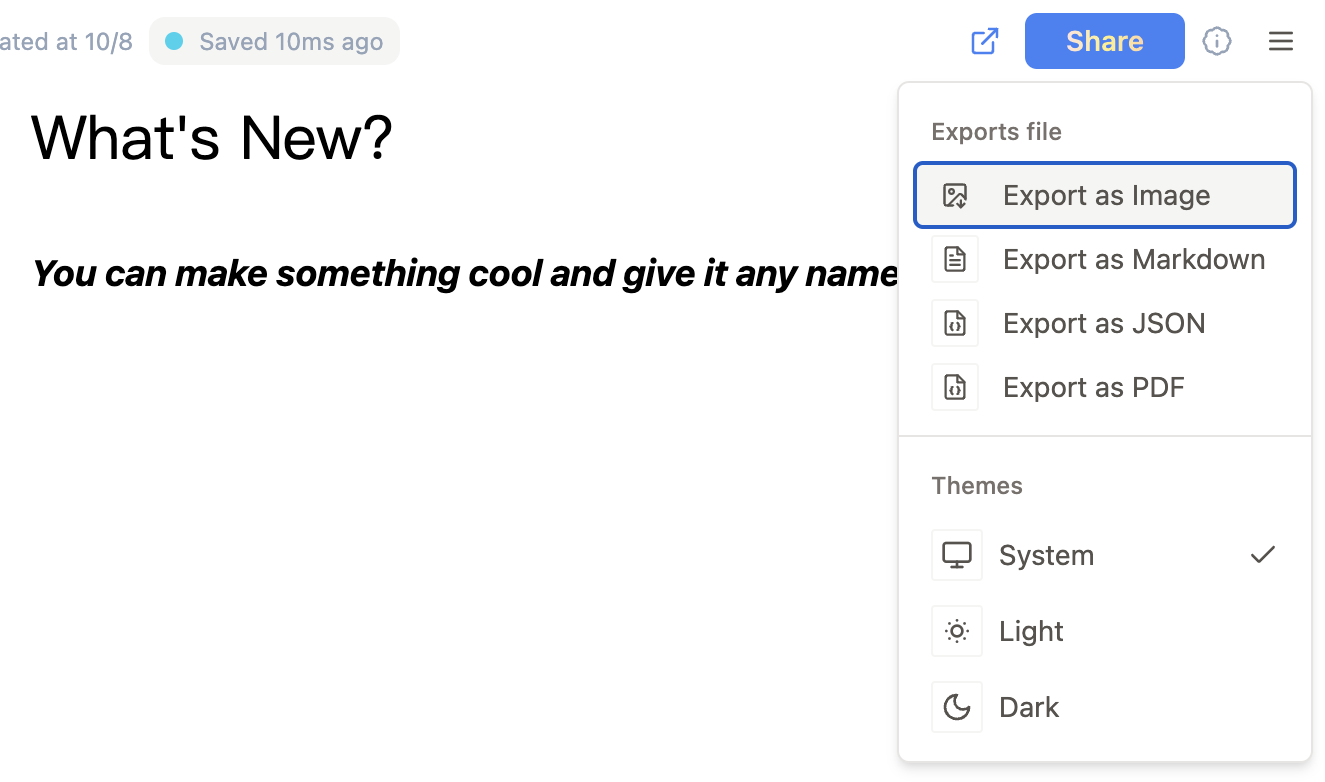 ated at 10/8
Saved 10ms ago
Share
What's New?
You can make something cool and give it any name
Exports file
Export as Image
Export as Markdown
Export as JSON
Export as PDF
Themes
System
Light
Dark